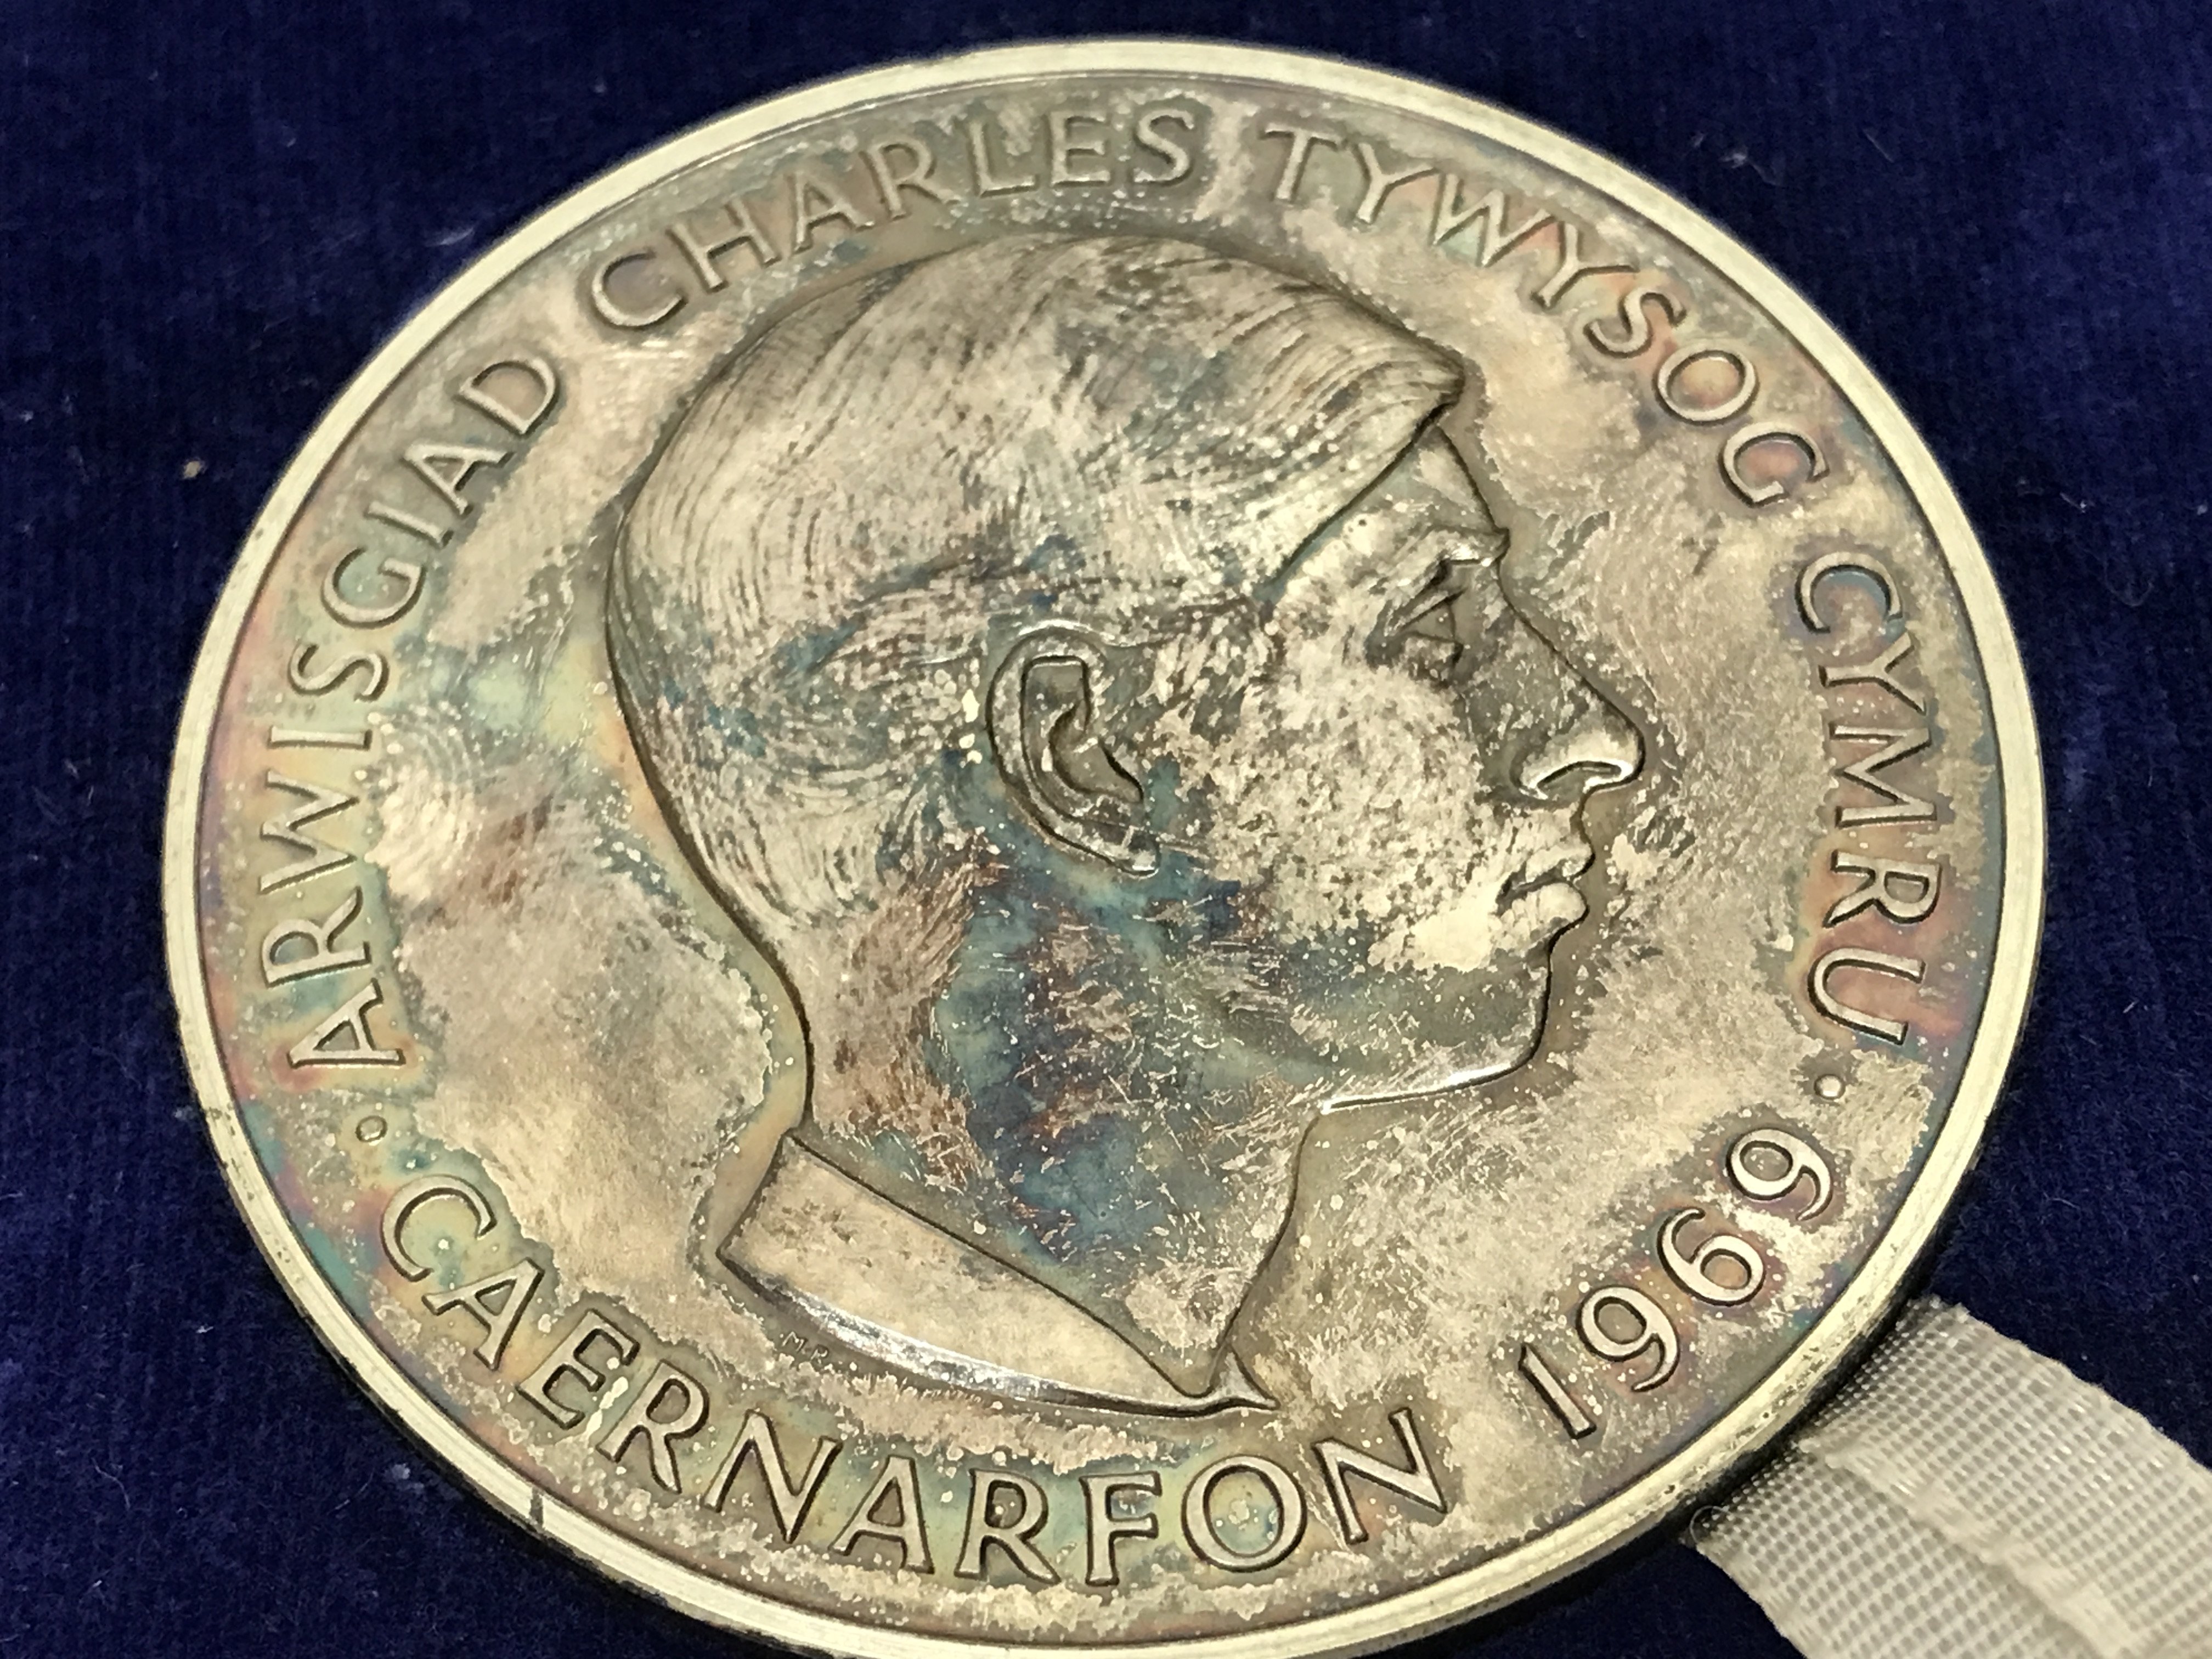 · ARWISGIAD CHARLES TYWYSOG CYMRU ·
CAERNARFON 1969